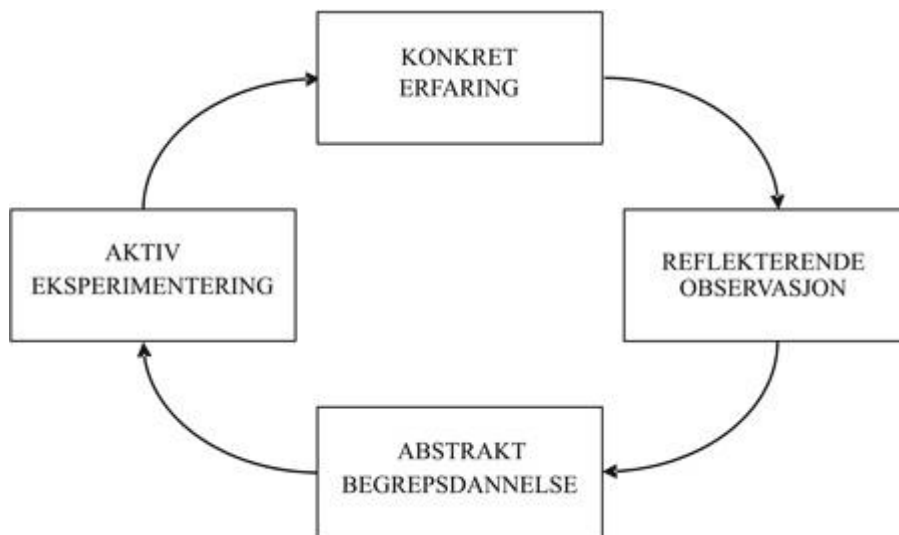 KONKRET
ERFARING
REFLEKTERENDE
OBSERVASJON
ABSTRAKT
BEGREPSDANNELSE
AKTIV
EKSPERIMENTERING